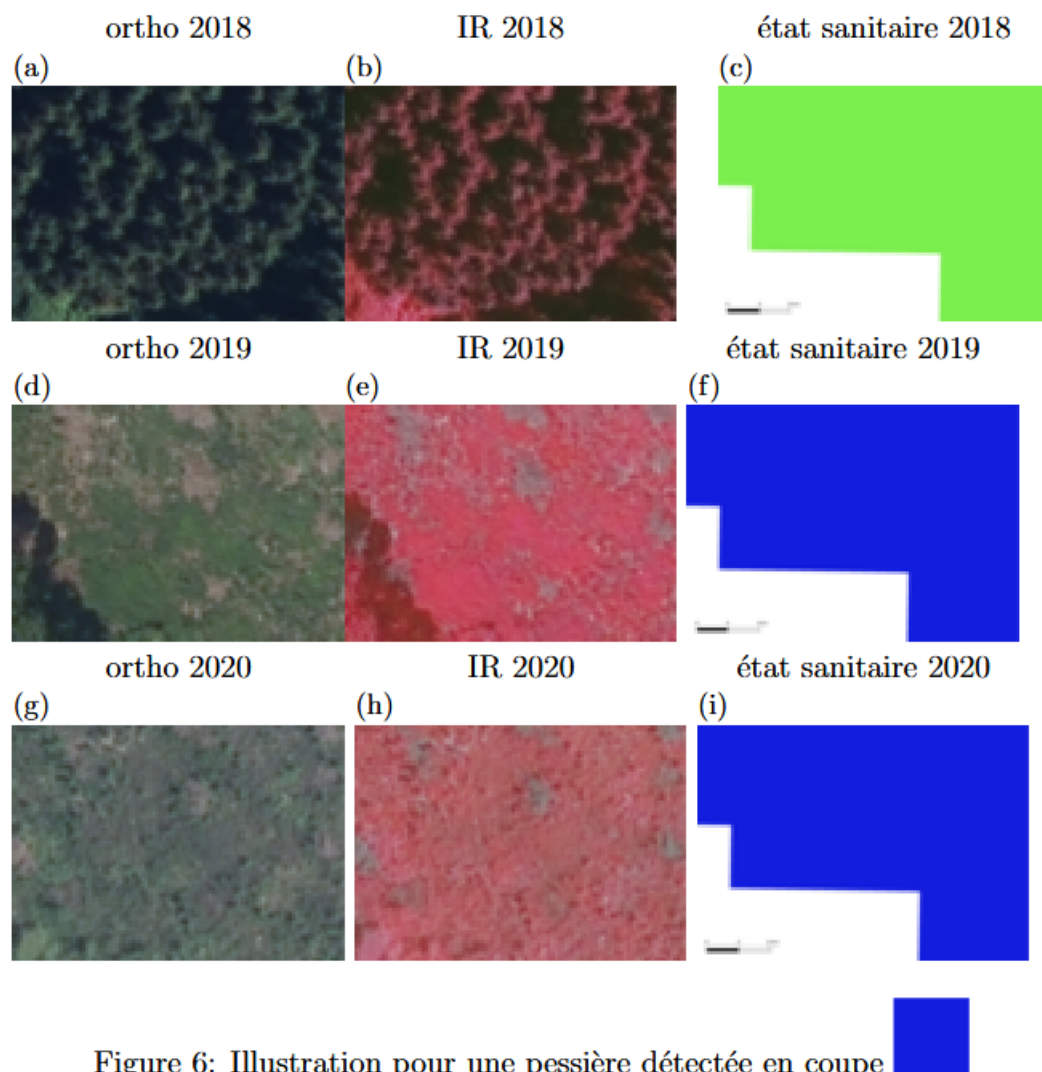 ortho 2018 IR 2018 état sanitaire 2018
(a) (b) (c)
ortho 2019 IR 2019 état sanitaire 2019
(d) (e) (f)
ortho 2020 IR 2020 état sanitaire 2020
(g) (h) (i)
Figure 6: Illustration pour une pessière détectée en coupe